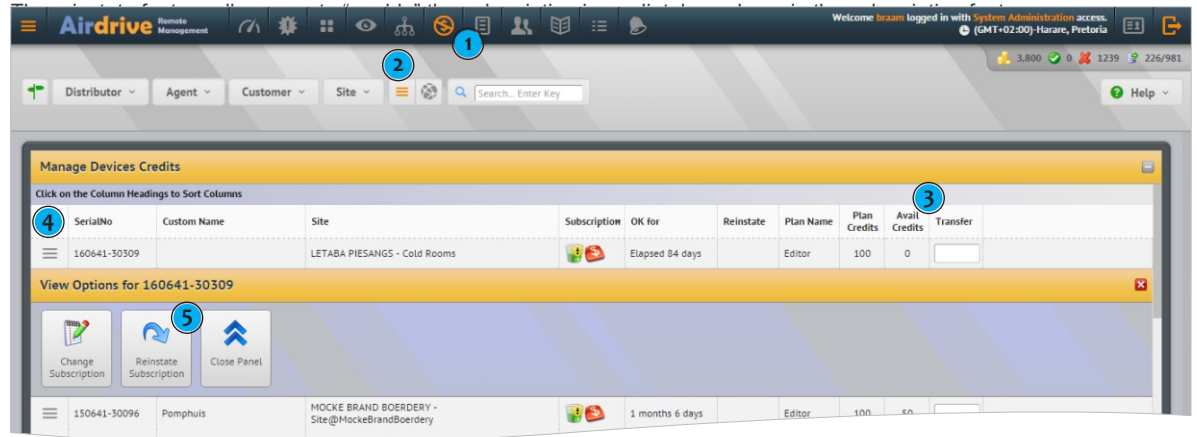 Airdrive Remote Management
Welcome braam logged in with System Administration access.
(GMT+02:00)-Harare, Pretoria
1
2
3,800 0 1239 226/981
Distributor Agent Customer Site Search... Enter Key Help
Manage Devices Credits
Click on the Column Headings to Sort Columns
3
4
SerialNo Custom Name Site Subscription OK for Reinstate Plan Name Plan Credits Avail Credits Transfer
160641-30309 LETABA PIESANGS - Cold Rooms Elapsed 84 days Editor 100 0
View Options for 160641-30309
5
Change Subscription
Reinstate Subscription
Close Panel
150641-30096 Pomphuis MOCKE BRAND BOERDERY - Site@MockeBrandBoerdery 1 months 6 days Editor 100 50